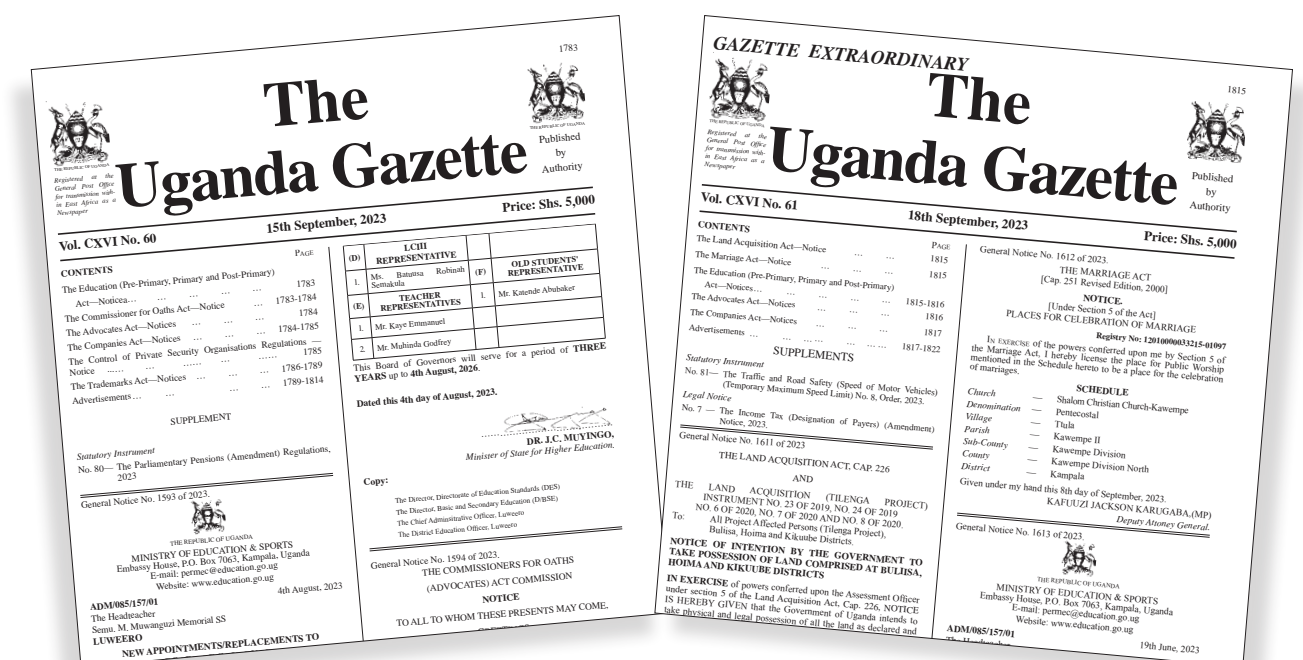 1783
The
Uganda Gazette
THE REPUBLIC OF UGANDA
THE REPUBLIC OF UGANDA
Registered at the
General Post Office
for transmission with-
in East Africa as a
Newspaper
Published
by
Authority
Vol. CXVI No. 60
15th September, 2023
Price: Shs. 5,000
CONTENTS
PAGE
The Education (Pre-Primary, Primary and Post-Primary)
Act—Noticea... ... ... ... ... 1783
The Commissioner for Oaths Act—Notice ... 1783-1784
The Advocates Act—Notices ... ... ... 1784
The Companies Act—Notices ... ... ... 1784-1785
The Control of Private Security Organisations Regulations —
Notice ... ... ... ... ... 1785
The Trademarks Act—Notices ... ... ... 1786-1789
Advertisements ... ... ... ... 1789-1814
SUPPLEMENT
Statutory Instrument
No. 80— The Parliamentary Pensions (Amendment) Regulations,
2023
General Notice No. 1593 of 2023.
THE REPUBLIC OF UGANDA
MINISTRY OF EDUCATION & SPORTS
Embassy House, P.O. Box 7063, Kampala, Uganda
E-mail: permec@education.go.ug
Website: www.education.go.ug
4th August, 2023
ADM/085/157/01
The Headteacher
Semu. M. Muwanguzi Memorial SS
LUWEERO
NEW APPOINTMENTS/REPLACEMENTS TO
(D) LCIII REPRESENTATIVE
1. Ms. Batuusa Robinah Semakula (F) OLD STUDENTS' REPRESENTATIVE
(E) TEACHER REPRESENTATIVES 1. Mr. Katende Abubaker
1. Mr. Kaye Emmanuel
2. Mr. Muhinda Godfrey
This Board of Governors will serve for a period of THREE
YEARS up to 4th August, 2026.
Dated this 4th day of August, 2023.
DR. J.C. MUYINGO,
Minister of State for Higher Education.
Copy:
The Director, Directorate of Education Standards (DES)
The Director, Basic and Secondary Education (D/BSE)
The Chief Administrative Officer, Luweeto
The District Education Officer, Luweeto
General Notice No. 1594 of 2023.
THE COMMISSIONERS FOR OATHS
(ADVOCATES) ACT COMMISSION
NOTICE
TO ALL TO WHOM THESE PRESENTS MAY COME,
GAZETTE EXTRAORDINARY
1815
The
Uganda Gazette
THE REPUBLIC OF UGANDA
THE REPUBLIC OF UGANDA
Registered at the
General Post Office
for transmission with-
in East Africa as a
Newspaper
Published
by
Authority
Vol. CXVI No. 61
18th September, 2023
Price: Shs. 5,000
CONTENTS
PAGE
The Land Acquisition Act—Notice ... ... 1815
The Marriage Act—Notice ... ... ... 1815
The Education (Pre-Primary, Primary and Post-Primary)
Act—Notices... ... ... ... 1815-1816
The Advocates Act—Notices ... ... ... 1816
The Companies Act—Notices ... ... ... 1817
Advertisements ... ... ... ... ... 1817-1822
SUPPLEMENTS
Statutory Instrument
No. 81— The Traffic and Road Safety (Speed of Motor Vehicles)
(Temporary Maximum Speed Limit) No. 8, Order, 2023.
Legal Notice
No. 7 — The Income Tax (Designation of Payers) (Amendment)
Notice, 2023.
General Notice No. 1611 of 2023
THE LAND ACQUISITION ACT, CAP. 226
AND
THE LAND ACQUISITION (TILENGA PROJECT)
INSTRUMENT NO. 23 OF 2019, NO. 24 OF 2019
NO. 6 OF 2020, NO. 7 OF 2020 AND NO. 8 OF 2020.
To: All Project Affected Persons (Tilenga Project),
Buliisa, Hoima and Kikuube Districts.
NOTICE OF INTENTION BY THE GOVERNMENT TO
TAKE POSSESSION OF LAND COMPRISED AT BULIISA,
HOIMA AND KIKUUBE DISTRICTS
IN EXERCISE of powers conferred upon the Assessment Officer
under section 5 of the Land Acquisition Act, Cap. 226, NOTICE
IS HEREBY GIVEN that the Government of Uganda intends to
take physical and legal possession of all the land as declared and
General Notice No. 1612 of 2023.
THE MARRIAGE ACT
[Cap. 251 Revised Edition, 2000]
NOTICE.
[Under Section 5 of the Act]
PLACES FOR CELEBRATION OF MARRIAGE
Registry No: 12010000033215-01097
IN EXERCISE of the powers conferred upon me by Section 5 of
the Marriage Act, I hereby license the place for Public Worship
mentioned in the Schedule hereto to be a place for the celebration
of marriages.
SCHEDULE
Church — Shalom Christian Church-Kawempe
Denomination — Pentecostal
Village — Ttula
Parish — Kawempe II
Sub-County — Kawempe Division
County — Kawempe Division North
District — Kampala
Given under my hand this 8th day of September, 2023.
KAFUUZI JACKSON KARUGABA,(MP)
Deputy Attorney General.
General Notice No. 1613 of 2023.
THE REPUBLIC OF UGANDA
MINISTRY OF EDUCATION & SPORTS
Embassy House, P.O. Box 7063, Kampala, Uganda
E-mail: permec@education.go.ug
Website: www.education.go.ug
19th June, 2023
ADM/085/157/01